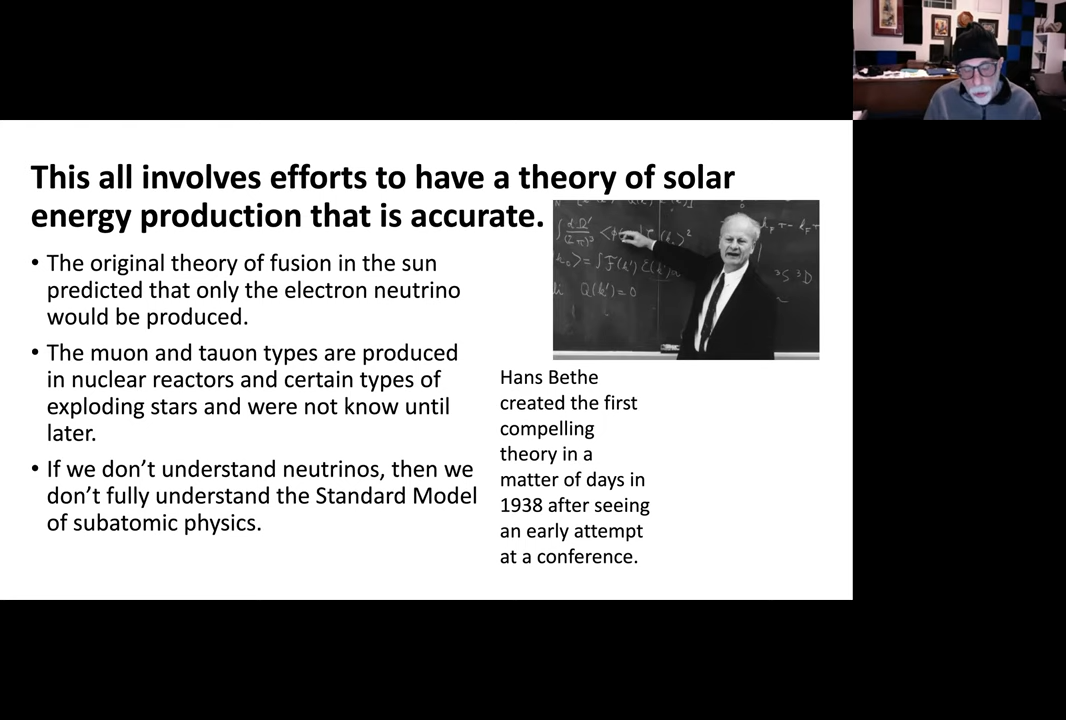 This all involves efforts to have a theory of solar
energy production that is accurate.
• The original theory of fusion in the sun
predicted that only the electron neutrino
would be produced.
• The muon and tauon types are produced
in nuclear reactors and certain types of
exploding stars and were not know until
later.
• If we don’t understand neutrinos, then we
don’t fully understand the Standard Model
of subatomic physics.
Q(k')=0
³S ³D
Hans Bethe
created the first
compelling
theory in a
matter of days in
1938 after seeing
an early attempt
at a conference.